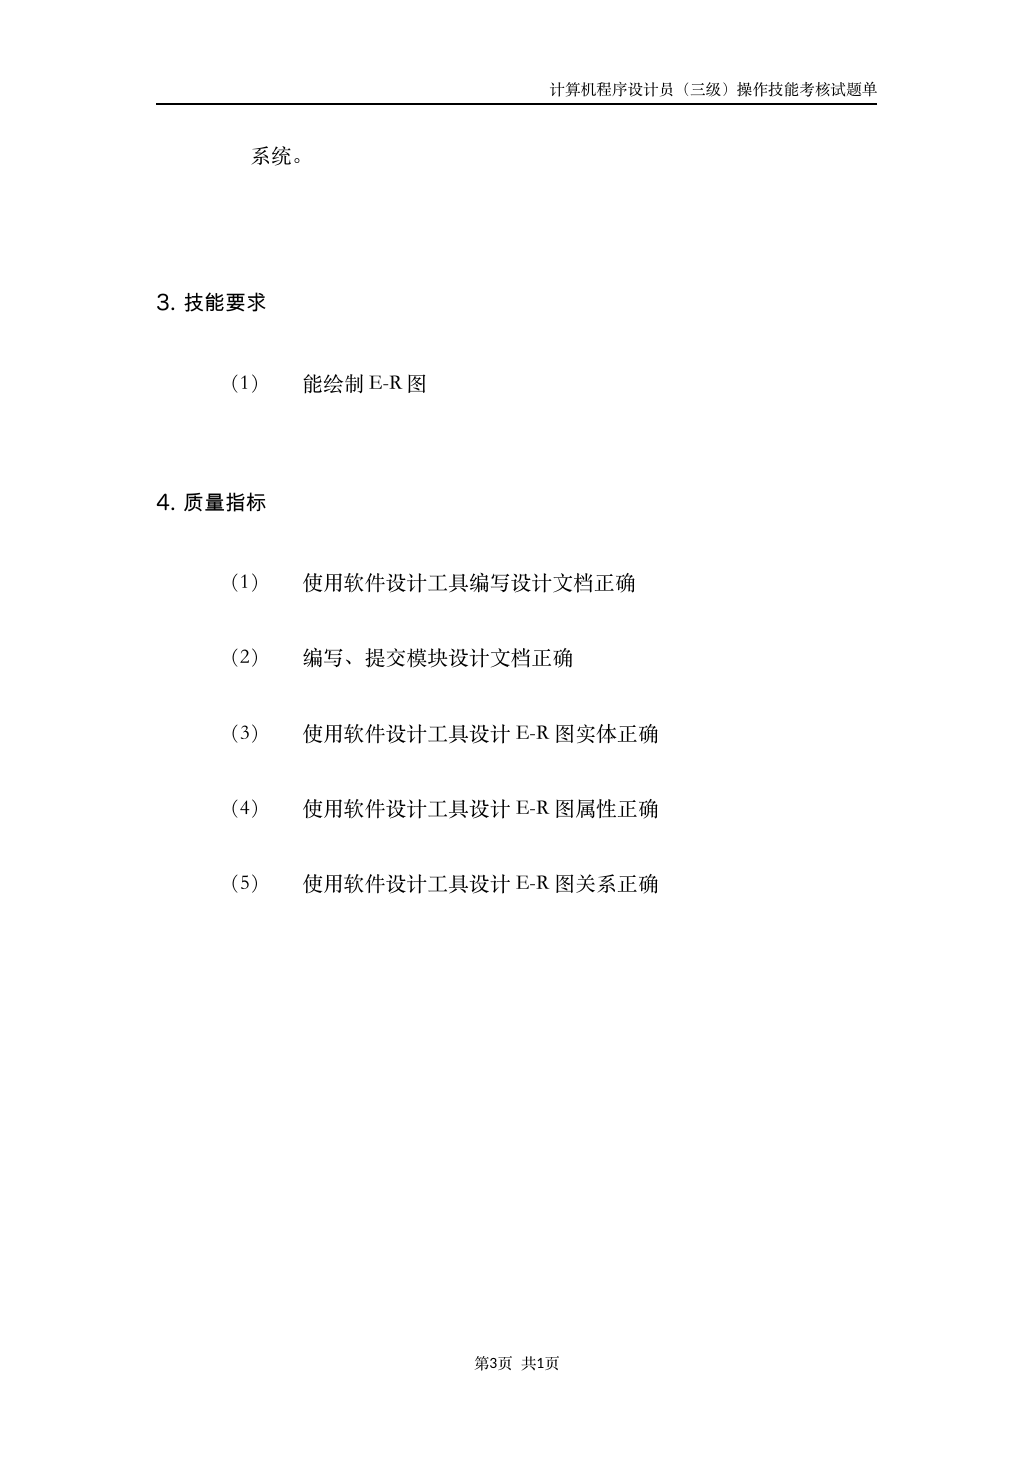 计算机程序设计员（三级）操作技能考核试题单
系统。
3. 技能要求
（1） 能绘制 E-R 图
4. 质量指标
（1） 使用软件设计工具编写设计文档正确
（2） 编写、提交模块设计文档正确
（3） 使用软件设计工具设计 E-R 图实体正确
（4） 使用软件设计工具设计 E-R 图属性正确
（5） 使用软件设计工具设计 E-R 图关系正确
第3页 共1页